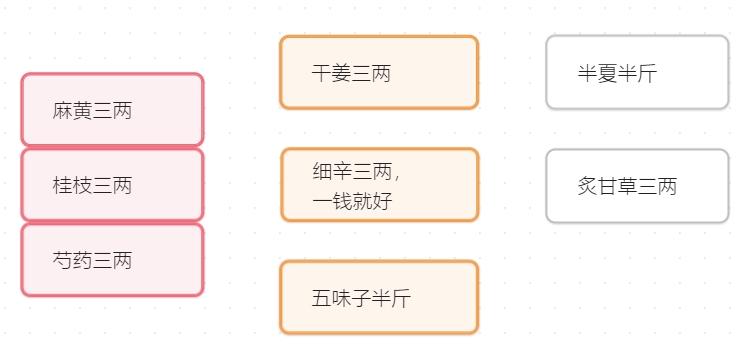 麻黄三两
桂枝三两
芍药三两
干姜三两
细辛三两，
一钱就好
五味子半斤
半夏半斤
炙甘草三两